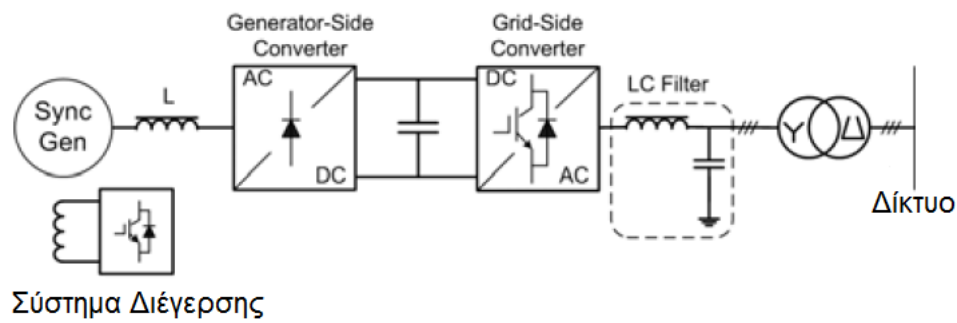 Generator-Side
Converter
Grid-Side
Converter
Sync
Gen
L
AC
DC
DC
AC
LC Filter
Y
Δ
Δίκτυο
Σύστημα Διέγερσης